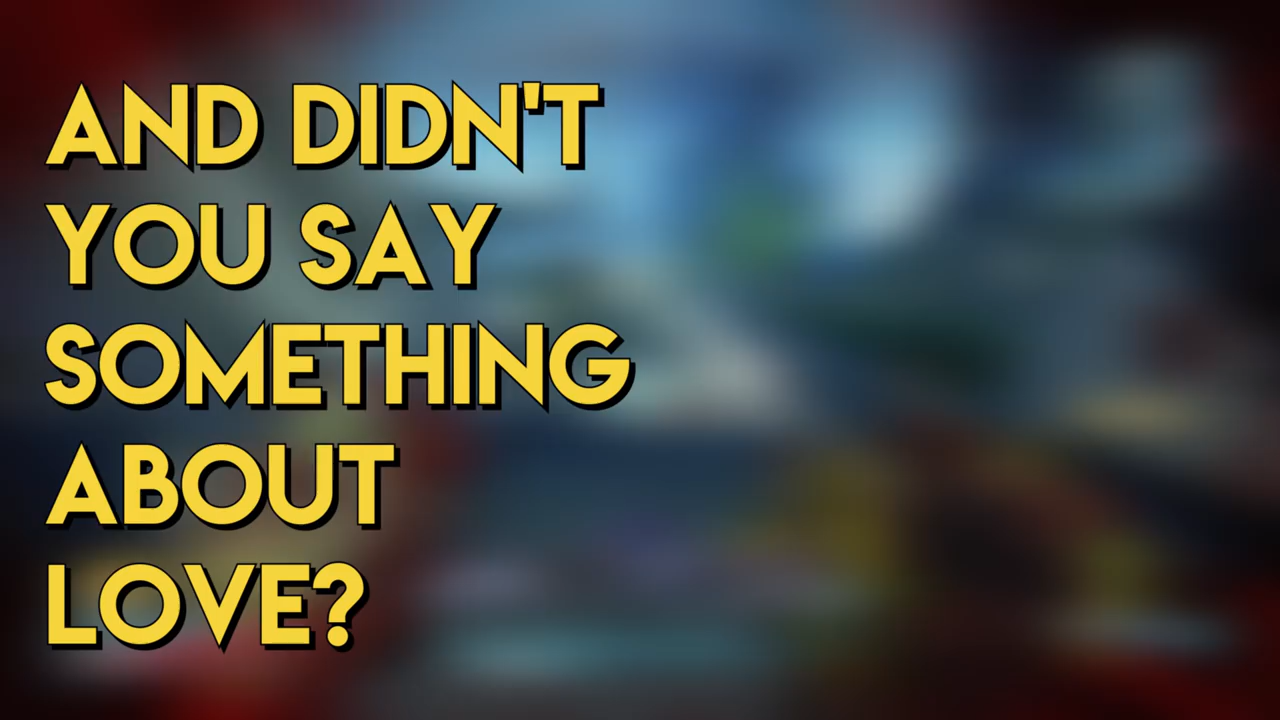 AND DIDN'T
YOU SAY
SOMETHING
ABOUT
LOVE?